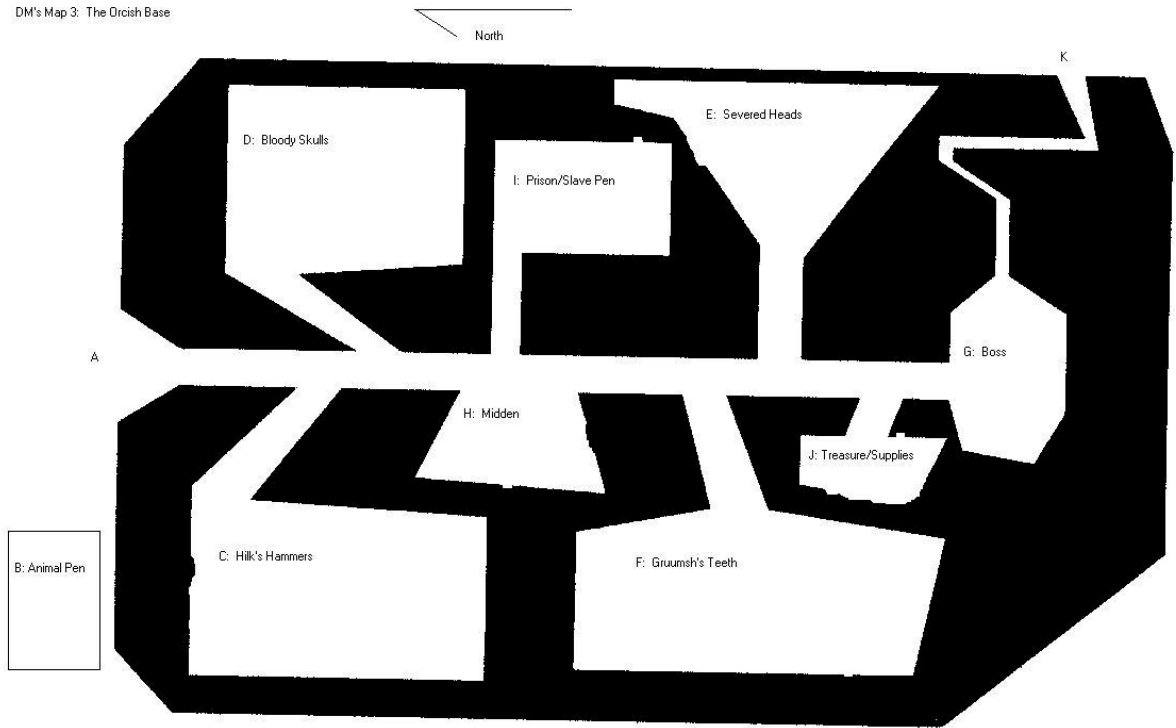 DM's Map 3:  The Orcish Base
North
K
D:  Bloody Skulls
E:  Severed Heads
I:  Prison/Slave Pen
A
G:  Boss
H:  Midden
J:  Treasure/Supplies
C:  Hilk's Hammers
F:  Gruumsh's Teeth
B: Animal Pen